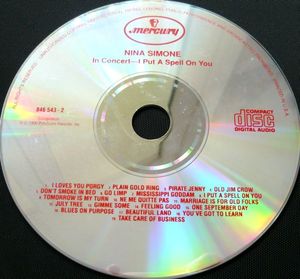 mercury
NINA SIMONE
In Concert—I Put A Spell On You
846 543 - 2
COMPACT
disc
DIGITAL AUDIO
I LOVES YOU PORGY • PLAIN GOLD RING • PIRATE JENNY • OLD JIM CROW
DON'T SMOKE IN BED • GO LIMP • MISSISSIPPI GODDAM • I PUT A SPELL ON YOU
TOMORROW IS MY TURN • NE ME QUITTE PAS • MARRIAGE IS FOR OLD FOLKS
JULY TREE • GIMME SOME • FEELING GOOD • ONE SEPTEMBER DAY
BLUES ON PURPOSE • BEAUTIFUL LAND • YOU'VE GOT TO LEARN
TAKE CARE OF BUSINESS